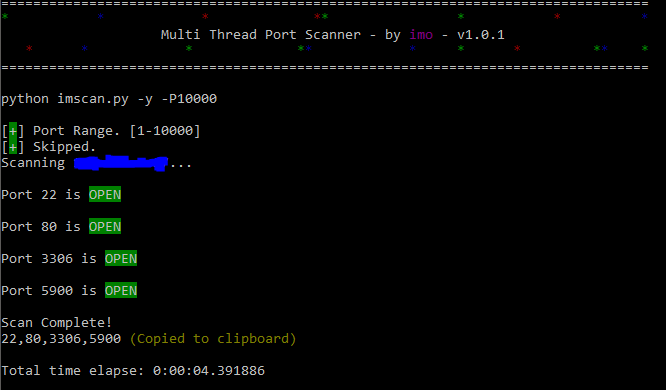 =================================================================================
Multi Thread Port Scanner - by imo - v1.0.1
=================================================================================
python imscan.py -y -P10000
[+] Port Range. [1-10000]
[+] Skipped.
Scanning ...
Port 22 is OPEN
Port 80 is OPEN
Port 3306 is OPEN
Port 5900 is OPEN
Scan Complete!
22,80,3306,5900 (Copied to clipboard)
Total time elapse: 0:00:04.391886